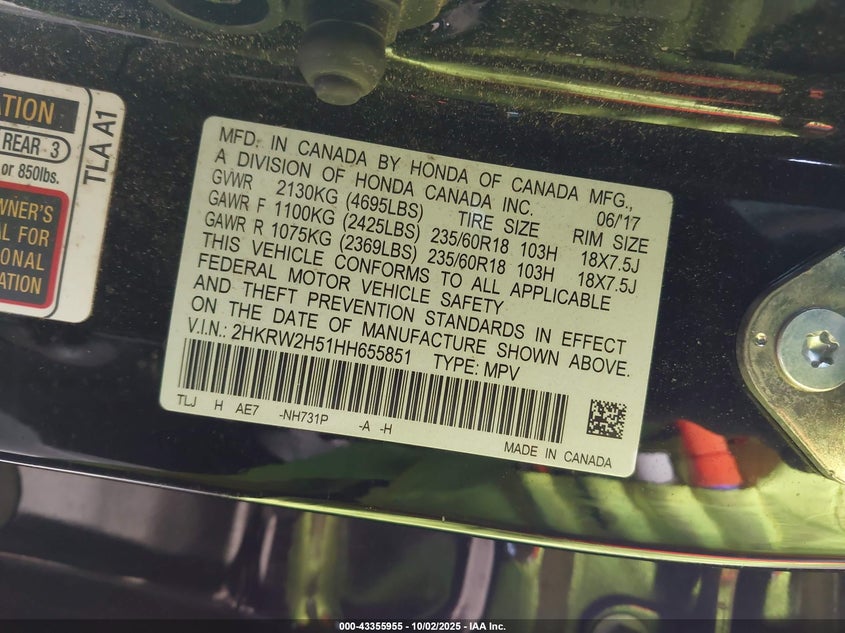 ATION
REAR 3
or 850lbs.
TLA A1
WNER'S
AL FOR
IONAL
ATION
MFD. IN CANADA BY HONDA OF CANADA MFG.,
A DIVISION OF HONDA CANADA INC. 06/'17
GVWR 2130KG (4695LBS) TIRE SIZE RIM SIZE
GAWR F 1100KG (2425LBS) 235/60R18 103H 18X7.5J
GAWR R 1075KG (2369LBS) 235/60R18 103H 18X7.5J
THIS VEHICLE CONFORMS TO ALL APPLICABLE
FEDERAL MOTOR VEHICLE SAFETY
AND THEFT PREVENTION STANDARDS IN EFFECT
ON THE DATE OF MANUFACTURE SHOWN ABOVE.
V.I.N.: 2HKRW2H51HH655851 TYPE: MPV
TLJ H AE7 -NH731P -A -H
MADE IN CANADA
000-43355955 - 10/02/2025 - IAA Inc.